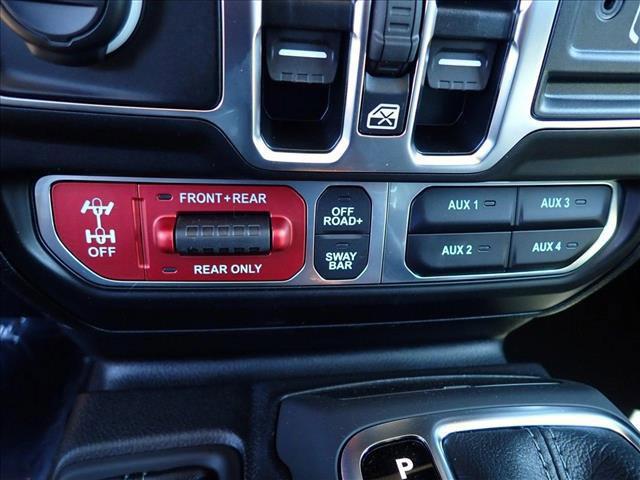 FRONT+REAR
OFF
REAR ONLY
OFF
ROAD+
SWAY
BAR
AUX 1
AUX 3
AUX 2
AUX 4
P